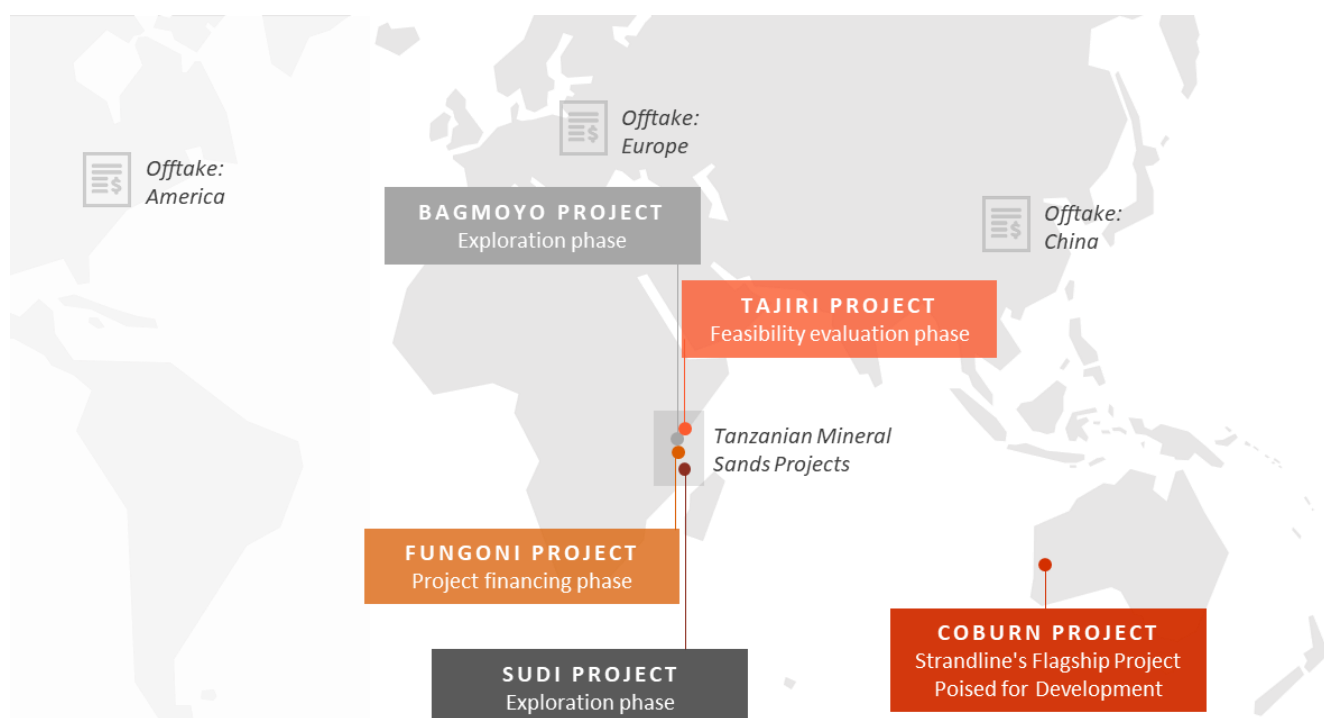 Offtake:
America
Offtake:
Europe
BAGMOYO PROJECT
Exploration phase
Offtake:
China
TAJIRI PROJECT
Feasibility evaluation phase
Tanzanian Mineral
Sands Projects
FUNGONI PROJECT
Project financing phase
COBURN PROJECT
Strandline's Flagship Project
Poised for Development
SUDI PROJECT
Exploration phase